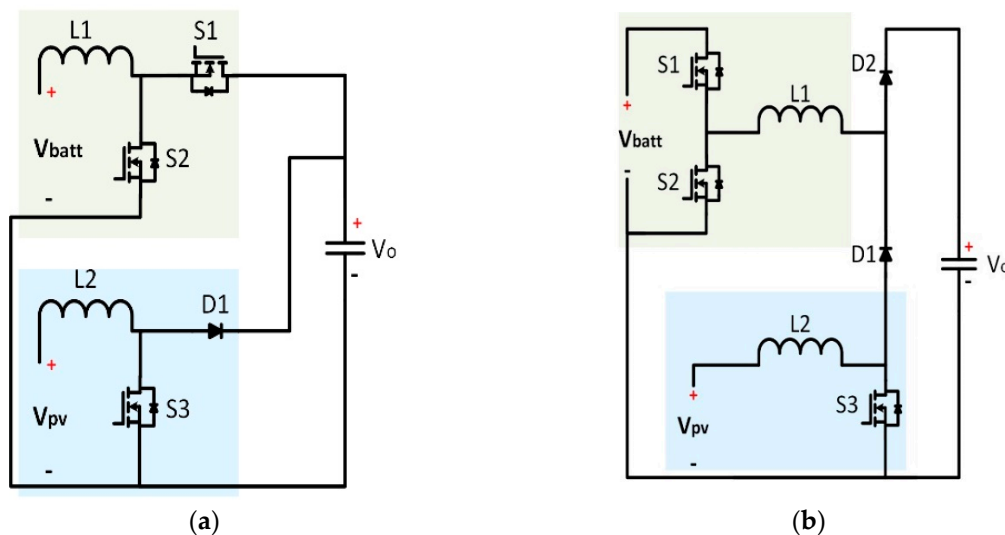 L1
S1
+
Vbatt
S2
-
+
Vo
-
L2
D1
+
S3
Vpv
-
(a)
S1
D2
+
L1
Vbatt
-
S2
D1
+
Vo
-
L2
+
S3
Vpv
-
(b)